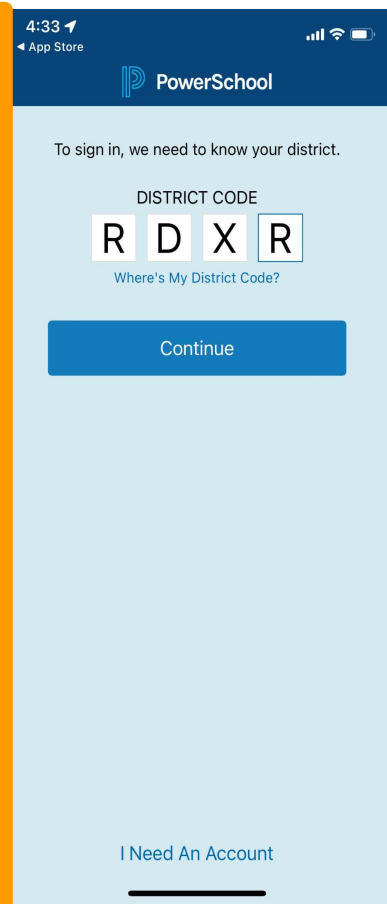 4:33
App Store
PowerSchool
To sign in, we need to know your district.
DISTRICT CODE
R D X R
Where's My District Code?
Continue
I Need An Account